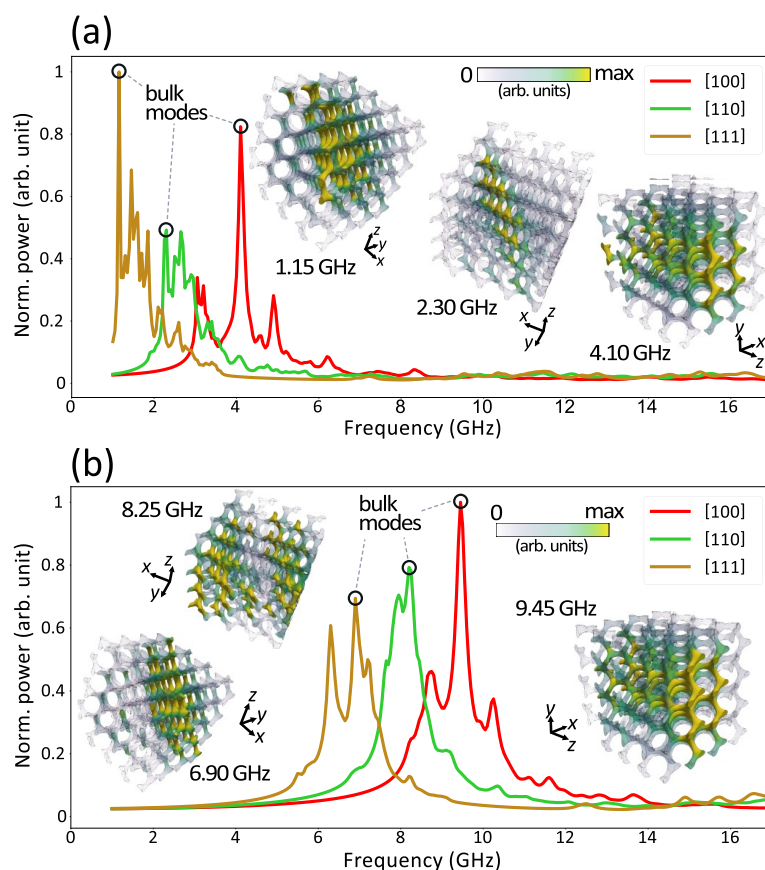 (a)
Norm. power (arb. unit)
1
0.8
0.6
0.4
0.2
0
bulk
modes
0 max
(arb. units)
[100]
[110]
[111]
1.15 GHz
z
y
x
2.30 GHz
x
z
y
4.10 GHz
y
x
z
0 2 4 6 8 10 12 14 16
Frequency (GHz)
(b)
Norm. power (arb. unit)
1
0.8
0.6
0.4
0.2
0
8.25 GHz
x
z
y
bulk
modes
0 max
(arb. units)
[100]
[110]
[111]
9.45 GHz
y
x
z
z
y
x
6.90 GHz
0 2 4 6 8 10 12 14 16
Frequency (GHz)